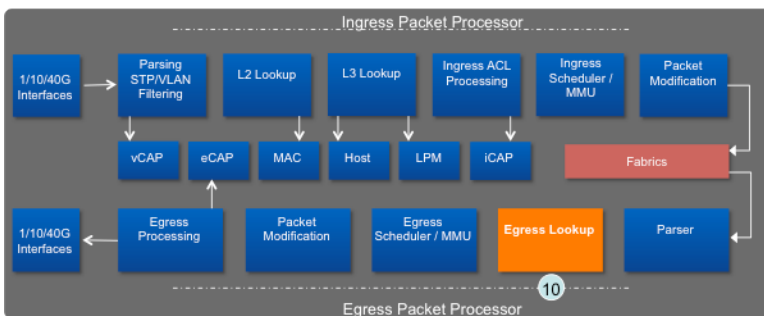 Ingress Packet Processor
1/10/40G
Interfaces
Parsing
STP/VLAN
Filtering
L2 Lookup
L3 Lookup
Ingress ACL
Processing
Ingress
Scheduler /
MMU
Packet
Modification
vCAP
eCAP
MAC
Host
LPM
iCAP
Fabrics
1/10/40G
Interfaces
Egress
Processing
Packet
Modification
Egress
Scheduler / MMU
Egress Lookup
Parser
10
Egress Packet Processor